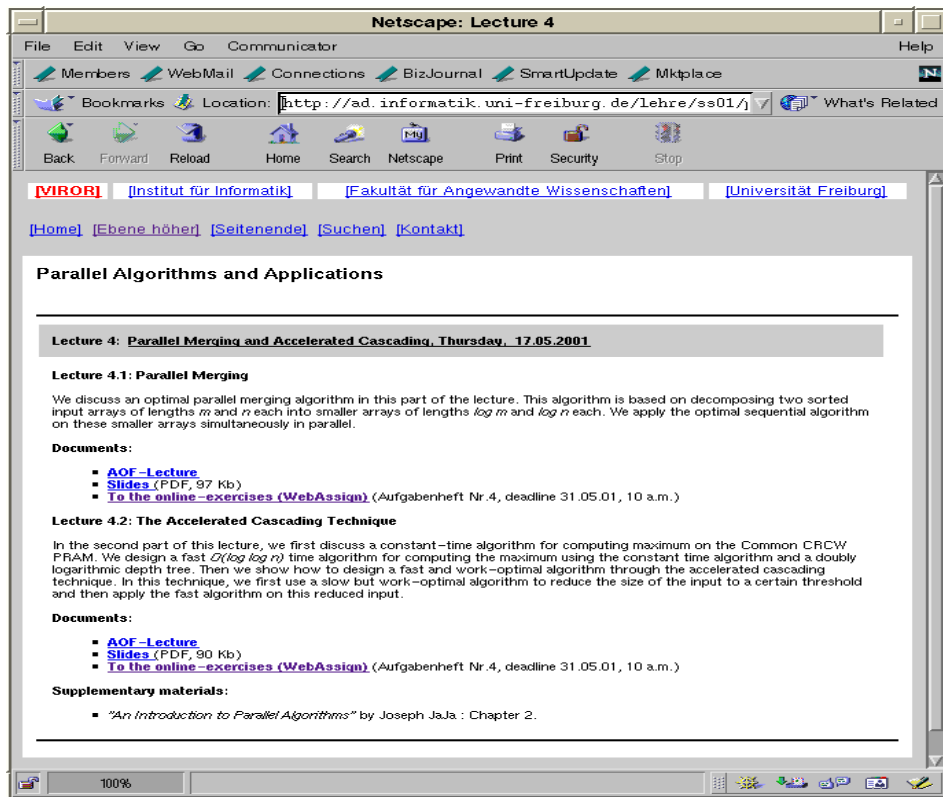 Netscape: Lecture 4
File Edit View Go Communicator Help
Members WebMail Connections BizJournal SmartUpdate Mktplace N
Bookmarks Location: http://ad.informatik.uni-freiburg.de/lehre/ss01/ What's Related
My
Back Forward Reload Home Search Netscape Print Security Stop
[VIROR] [Institut für Informatik] [Fakultät für Angewandte Wissenschaften] [Universität Freiburg]
[Home] [Ebene höher] [Seitenende] [Suchen] [Kontakt]
Parallel Algorithms and Applications
Lecture 4: Parallel Merging and Accelerated Cascading, Thursday, 17.05.2001
Lecture 4.1: Parallel Merging
We discuss an optimal parallel merging algorithm in this part of the lecture. This algorithm is based on decomposing two sorted
input arrays of lengths m and n each into smaller arrays of lengths log m and log n each. We apply the optimal sequential algorithm
on these smaller arrays simultaneously in parallel.
Documents:
AOF-Lecture
Slides (PDF, 97 Kb)
To the online-exercises (WebAssign) (Aufgabenheft Nr.4, deadline 31.05.01, 10 a.m.)
Lecture 4.2: The Accelerated Cascading Technique
In the second part of this lecture, we first discuss a constant-time algorithm for computing maximum on the Common CRCW
PRAM. We design a fast O(log log n) time algorithm for computing the maximum using the constant time algorithm and a doubly
logarithmic depth tree. Then we show how to design a fast and work-optimal algorithm through the accelerated cascading
technique. In this technique, we first use a slow but work-optimal algorithm to reduce the size of the input to a certain threshold
and then apply the fast algorithm on this reduced input.
Documents:
AOF-Lecture
Slides (PDF, 90 Kb)
To the online-exercises (WebAssign) (Aufgabenheft Nr.4, deadline 31.05.01, 10 a.m.)
Supplementary materials:
"An Introduction to Parallel Algorithms" by Joseph JaJa : Chapter 2.
100%